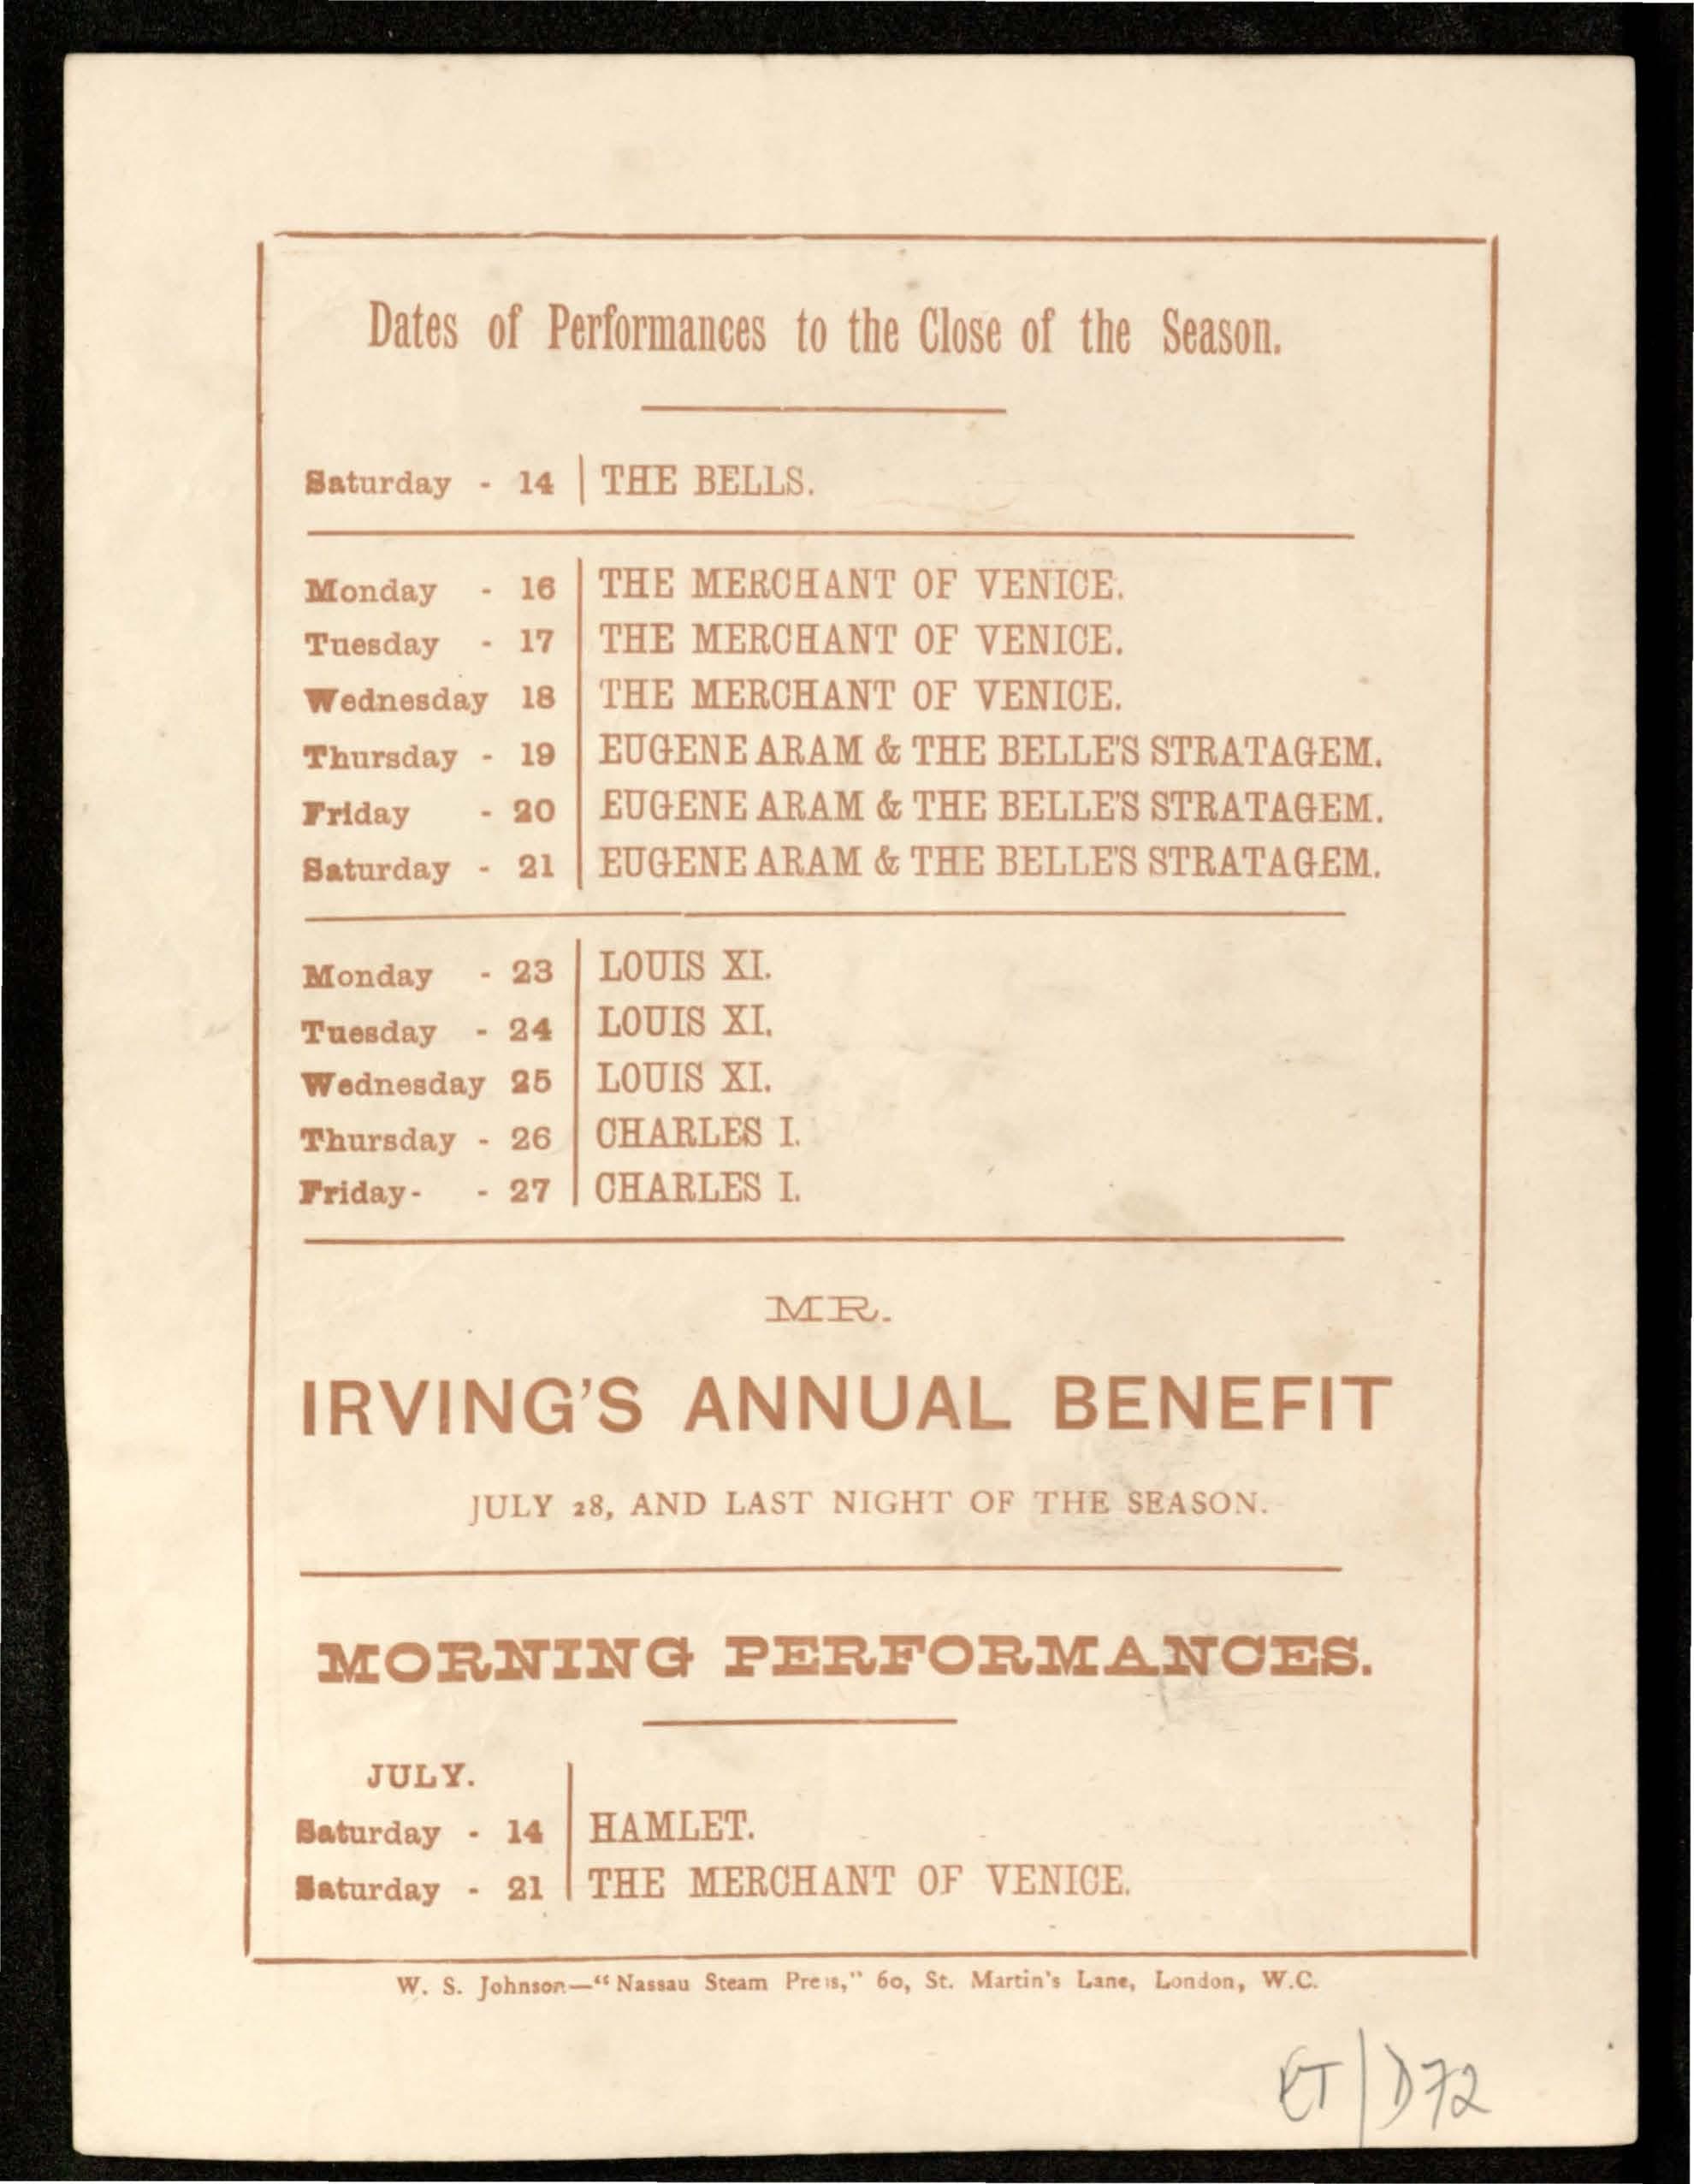 Dates of Performances to the Close of the Season.
Saturday - 14 | THE BELLS.
Monday - 16 | THE MERCHANT OF VENICE.
Tuesday - 17 | THE MERCHANT OF VENICE.
Wednesday 18 | THE MERCHANT OF VENICE.
Thursday - 19 | EUGENE ARAM & THE BELLE'S STRATAGEM.
Friday - 20 | EUGENE ARAM & THE BELLE'S STRATAGEM.
Saturday - 21 | EUGENE ARAM & THE BELLE'S STRATAGEM.
Monday - 23 | LOUIS XI.
Tuesday - 24 | LOUIS XI.
Wednesday 25 | LOUIS XI.
Thursday - 26 | CHARLES I.
Friday- - 27 | CHARLES I.
MR.
IRVING'S ANNUAL BENEFIT
JULY 28, AND LAST NIGHT OF THE SEASON.
MORNING PERFORMANCES.
JULY.
Saturday - 14 | HAMLET.
Saturday - 21 | THE MERCHANT OF VENICE.
W. S. Johnson—"Nassau Steam Press," 60, St. Martin's Lane, London, W.C.
ET/D72